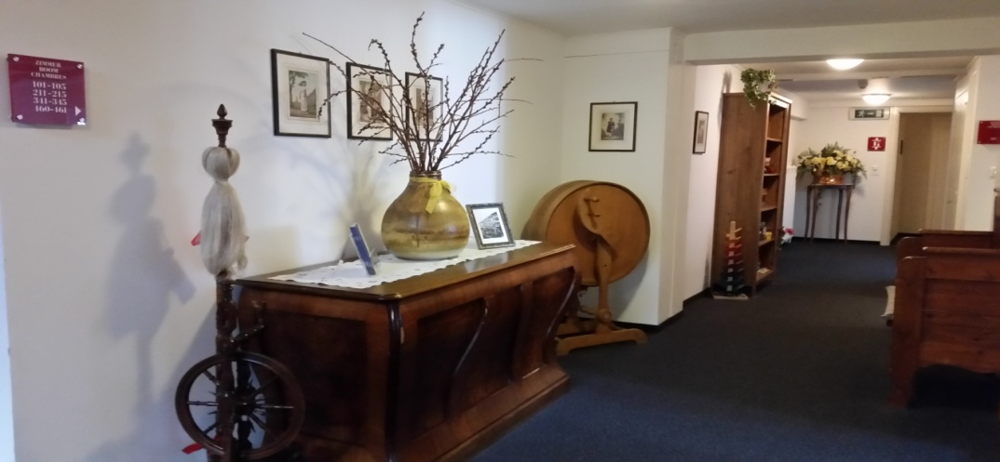 ZIMMER
ROOM
CHAMBRES
101-105
211-215
341-345
460-461